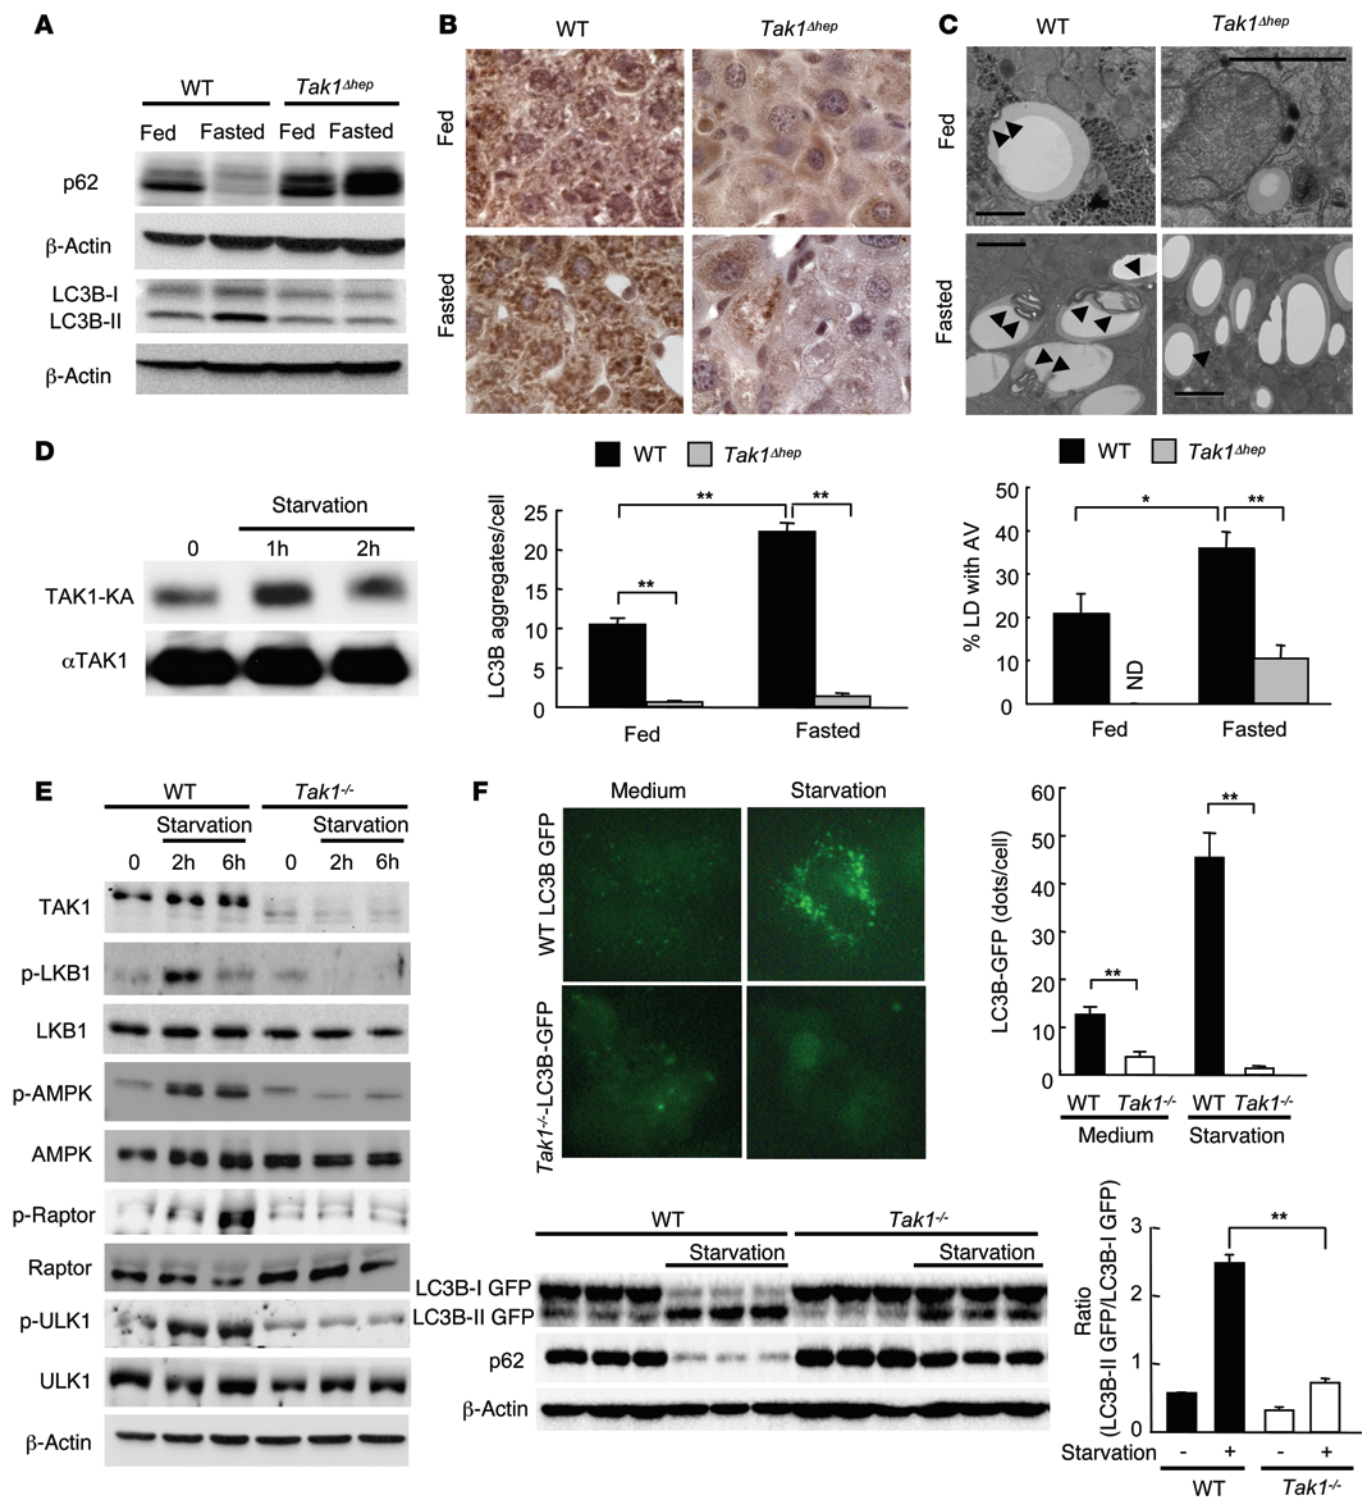 A
WT Tak1Δhep
Fed Fasted Fed Fasted
p62
β-Actin
LC3B-I
LC3B-II
β-Actin
B
WT Tak1Δhep
Fed
Fasted
WT Tak1Δhep
LC3B aggregates/cell
25
20
15
10
5
0
** ** **
Fed Fasted
C
WT Tak1Δhep
Fed
Fasted
WT Tak1Δhep
% LD with AV
50
40
30
20
10
0
* **
ND
Fed Fasted
D
Starvation
0 1h 2h
TAK1-KA
αTAK1
E
WT Tak1-/-
Starvation Starvation
0 2h 6h 0 2h 6h
TAK1
p-LKB1
LKB1
p-AMPK
AMPK
p-Raptor
Raptor
p-ULK1
ULK1
β-Actin
F
Medium Starvation
WT LC3B GFP
Tak1-/--LC3B-GFP
LC3B-GFP (dots/cell)
60
50
40
30
20
10
0
** **
WT Tak1-/- WT Tak1-/-
Medium Starvation
WT Tak1-/-
Starvation Starvation
LC3B-I GFP
LC3B-II GFP
p62
β-Actin
Ratio
(LC3B-II GFP/LC3B-I GFP)
3
2
1
0
**
Starvation - + - +
WT Tak1-/-